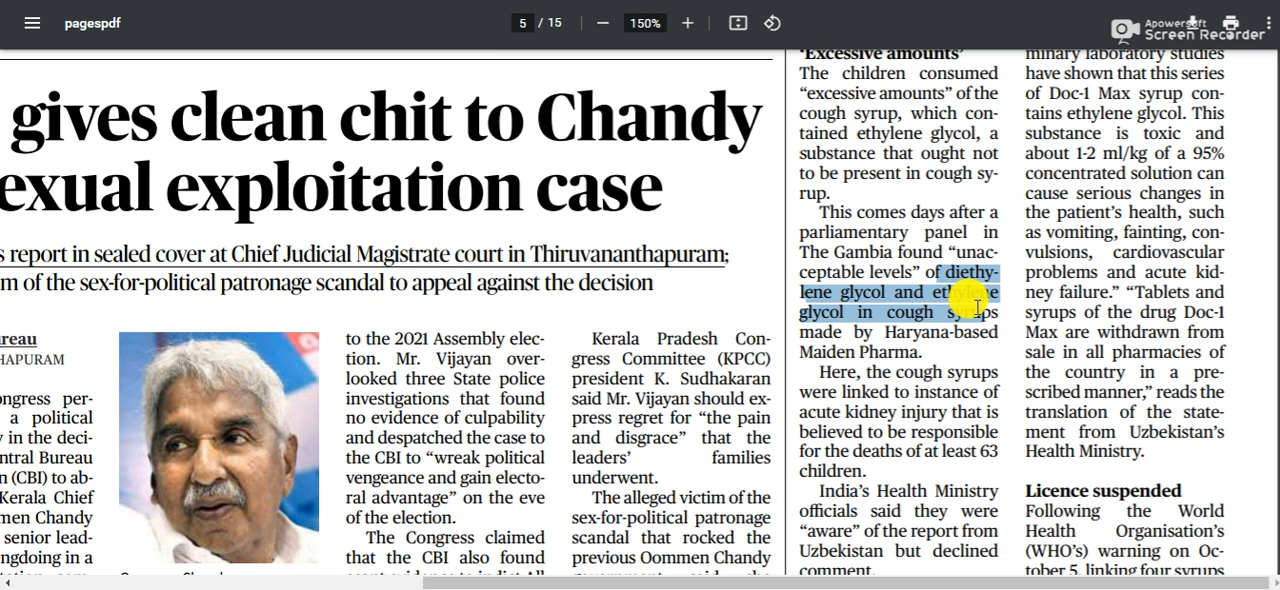 pagespdf
5 / 15
150%
Apowersoft
Screen Recorder
gives clean chit to Chandy
exual exploitation case
s report in sealed cover at Chief Judicial Magistrate court in Thiruvananthapuram;
m of the sex-for-political patronage scandal to appeal against the decision
ureau
HAPURAM
ongress per-
a political
y in the deci-
ntral Bureau
n (CBI) to ab-
Kerala Chief
men Chandy
senior lead-
ngdoing in a
to the 2021 Assembly elec-
tion. Mr. Vijayan over-
looked three State police
investigations that found
no evidence of culpability
and despatched the case to
the CBI to “wreak political
vengeance and gain electo-
ral advantage” on the eve
of the election.
The Congress claimed
that the CBI also found
Kerala Pradesh Con-
gress Committee (KPCC)
president K. Sudhakaran
said Mr. Vijayan should ex-
press regret for “the pain
and disgrace” that the
leaders’ families
underwent.
The alleged victim of the
sex-for-political patronage
scandal that rocked the
previous Oommen Chandy
‘Excessive amounts’
The children consumed
“excessive amounts” of the
cough syrup, which con-
tained ethylene glycol, a
substance that ought not
to be present in cough sy-
rup.
This comes days after a
parliamentary panel in
The Gambia found “unac-
ceptable levels” of diethy-
lene glycol and ethylene
glycol in cough syrups
made by Haryana-based
Maiden Pharma.
Here, the cough syrups
were linked to instance of
acute kidney injury that is
believed to be responsible
for the deaths of at least 63
children.
India’s Health Ministry
officials said they were
“aware” of the report from
Uzbekistan but declined
comment.
minary laboratory studies
have shown that this series
of Doc-1 Max syrup con-
tains ethylene glycol. This
substance is toxic and
about 1-2 ml/kg of a 95%
concentrated solution can
cause serious changes in
the patient’s health, such
as vomiting, fainting, con-
vulsions, cardiovascular
problems and acute kid-
ney failure.” “Tablets and
syrups of the drug Doc-1
Max are withdrawn from
sale in all pharmacies of
the country in a pre-
scribed manner,” reads the
translation of the state-
ment from Uzbekistan’s
Health Ministry.
Licence suspended
Following the World
Health Organisation’s
(WHO’s) warning on Oc-
tober 5, linking four syrups